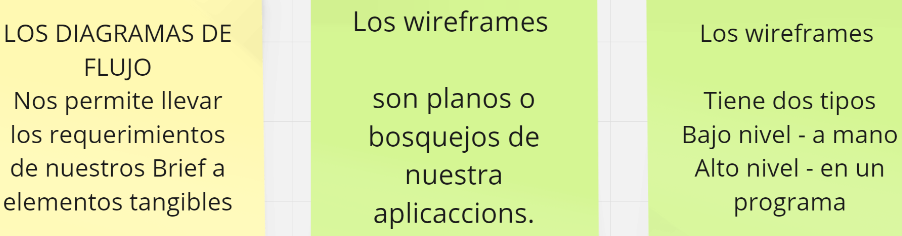 LOS DIAGRAMAS DE
FLUJO
Nos permite llevar
los requerimientos
de nuestros Brief a
elementos tangibles
Los wireframes
son planos o
bosquejos de
nuestra
aplicaccions.
Los wireframes
Tiene dos tipos
Bajo nivel - a mano
Alto nivel - en un
programa